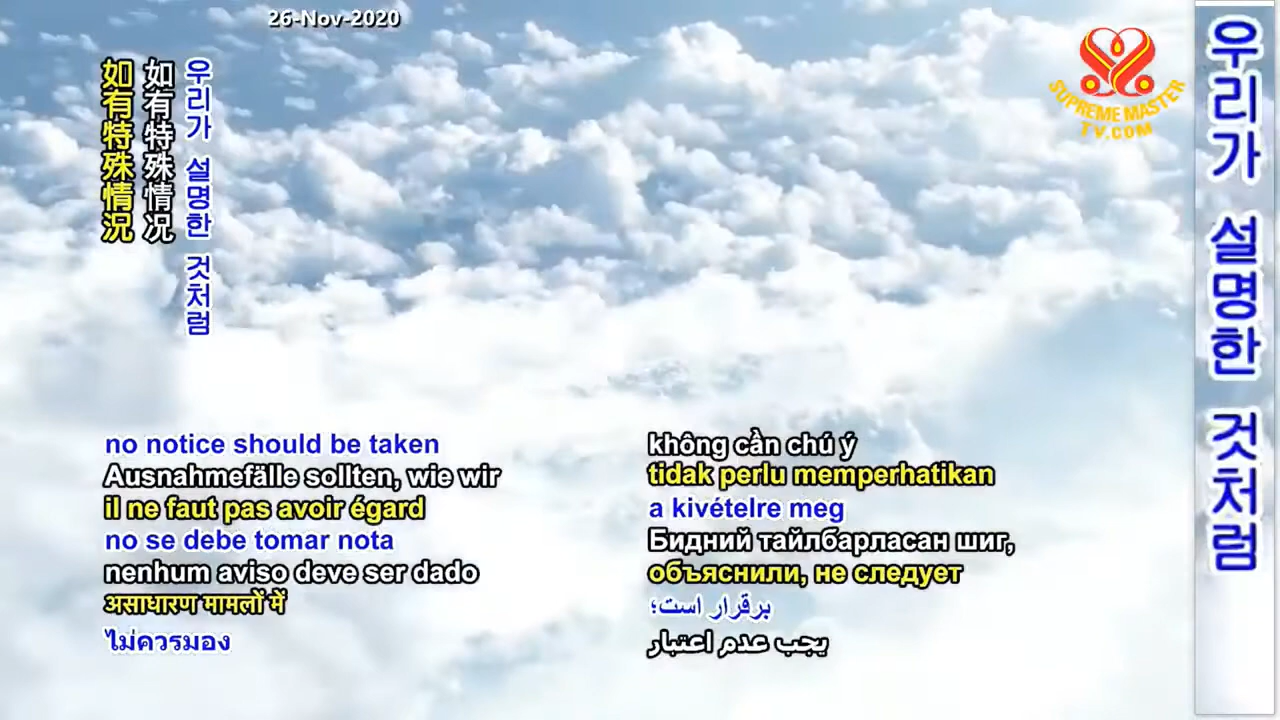 26-Nov-2020
SUPREME MASTER
TV.COM
如有特殊情況
如有特殊情况
우리가 설명한 것처럼
우리가 설명한 것처럼
no notice should be taken
Ausnahmefälle sollten, wie wir
il ne faut pas avoir égard
no se debe tomar nota
nenhum aviso deve ser dado
असाधारण मामलों में
ไม่ควรมอง
không cần chú ý
tidak perlu memperhatikan
a kivételre meg
Бидний тайлбарласан шиг,
объяснили, не следует
برقرار است؛
يجب عدم اعتبار